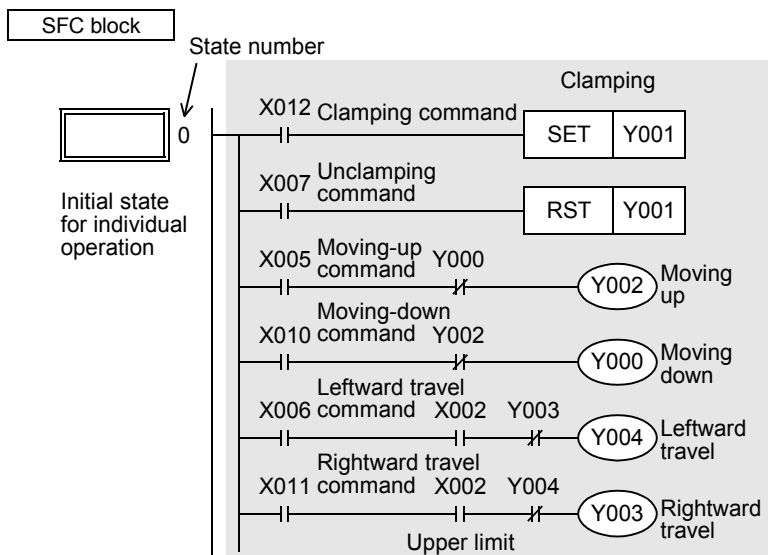 SFC block
State number
Clamping
X012 Clamping command
0
SET Y001
Initial state
for individual
operation
X007 Unclamping
command
RST Y001
X005 Moving-up
command Y000
Y002 Moving
up
Moving-down
X010 command Y002
Y000 Moving
down
Leftward travel
X006 command X002 Y003
Y004 Leftward
travel
Rightward travel
X011 command X002 Y004
Y003 Rightward
travel
Upper limit